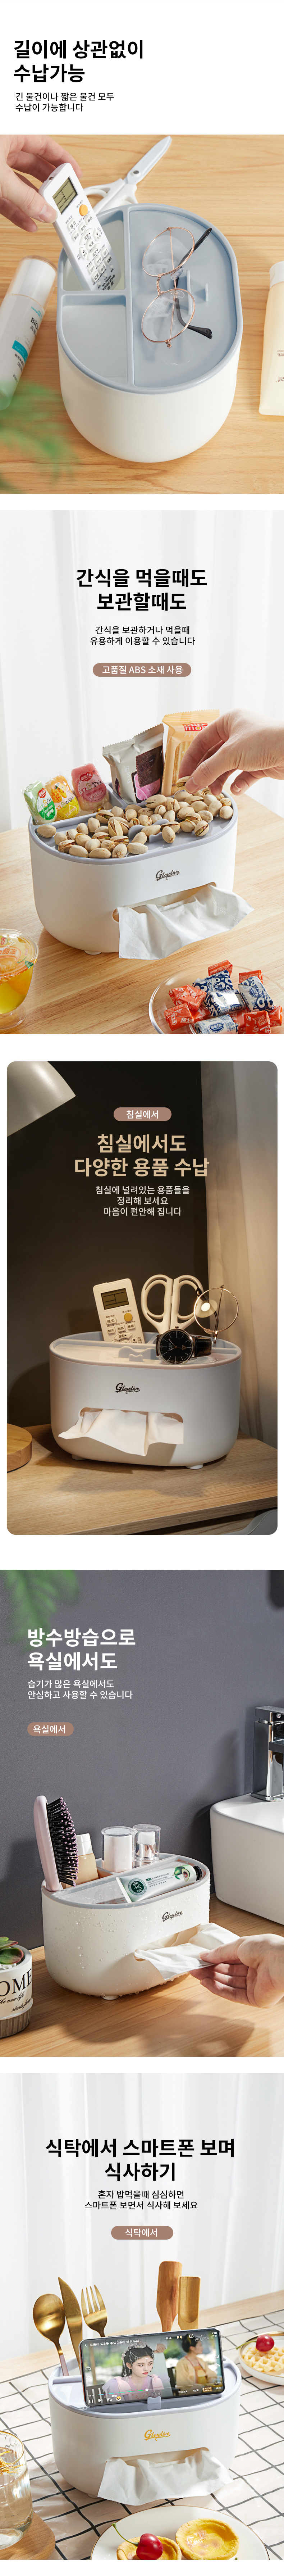 길이에 상관없이
수납가능
긴 물건이나 짧은 물건 모두
수납이 가능합니다
간식을 먹을때도
보관할때도
간식을 보관하거나 먹을때
유용하게 이용할 수 있습니다
고품질 ABS 소재 사용
침실에서
침실에서도
다양한 용품 수납
침실에 널려있는 용품들을
정리해 보세요
마음이 편안해 집니다
방수방습으로
욕실에서도
습기가 많은 욕실에서도
안심하고 사용할 수 있습니다
욕실에서
OME
식탁에서 스마트폰 보며
식사하기
혼자 밥먹을때 심심하면
스마트폰 보면서 식사해 보세요
식탁에서